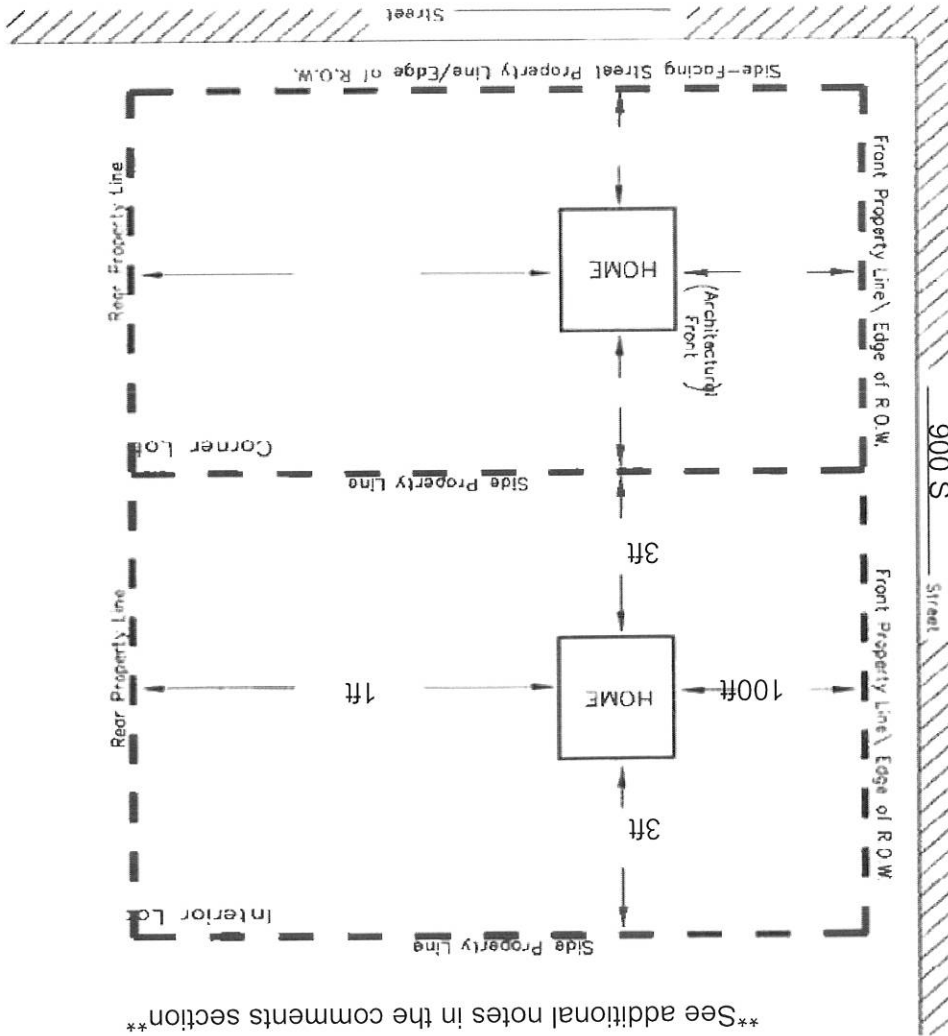 **See additional notes in the comments section**
Side Property Line
Interior Lot
3ft
Front Property Line\ Edge of R.O.W.
100ft
HOME
1ft
Rear Property Line
3ft
Street
900 S
Side Property Line
Corner Lot
Front Property Line\ Edge of R.O.W.
(Architectural
Front)
HOME
Rear Property Line
Side-Facing Street Property Line/Edge of R.O.W.
Street